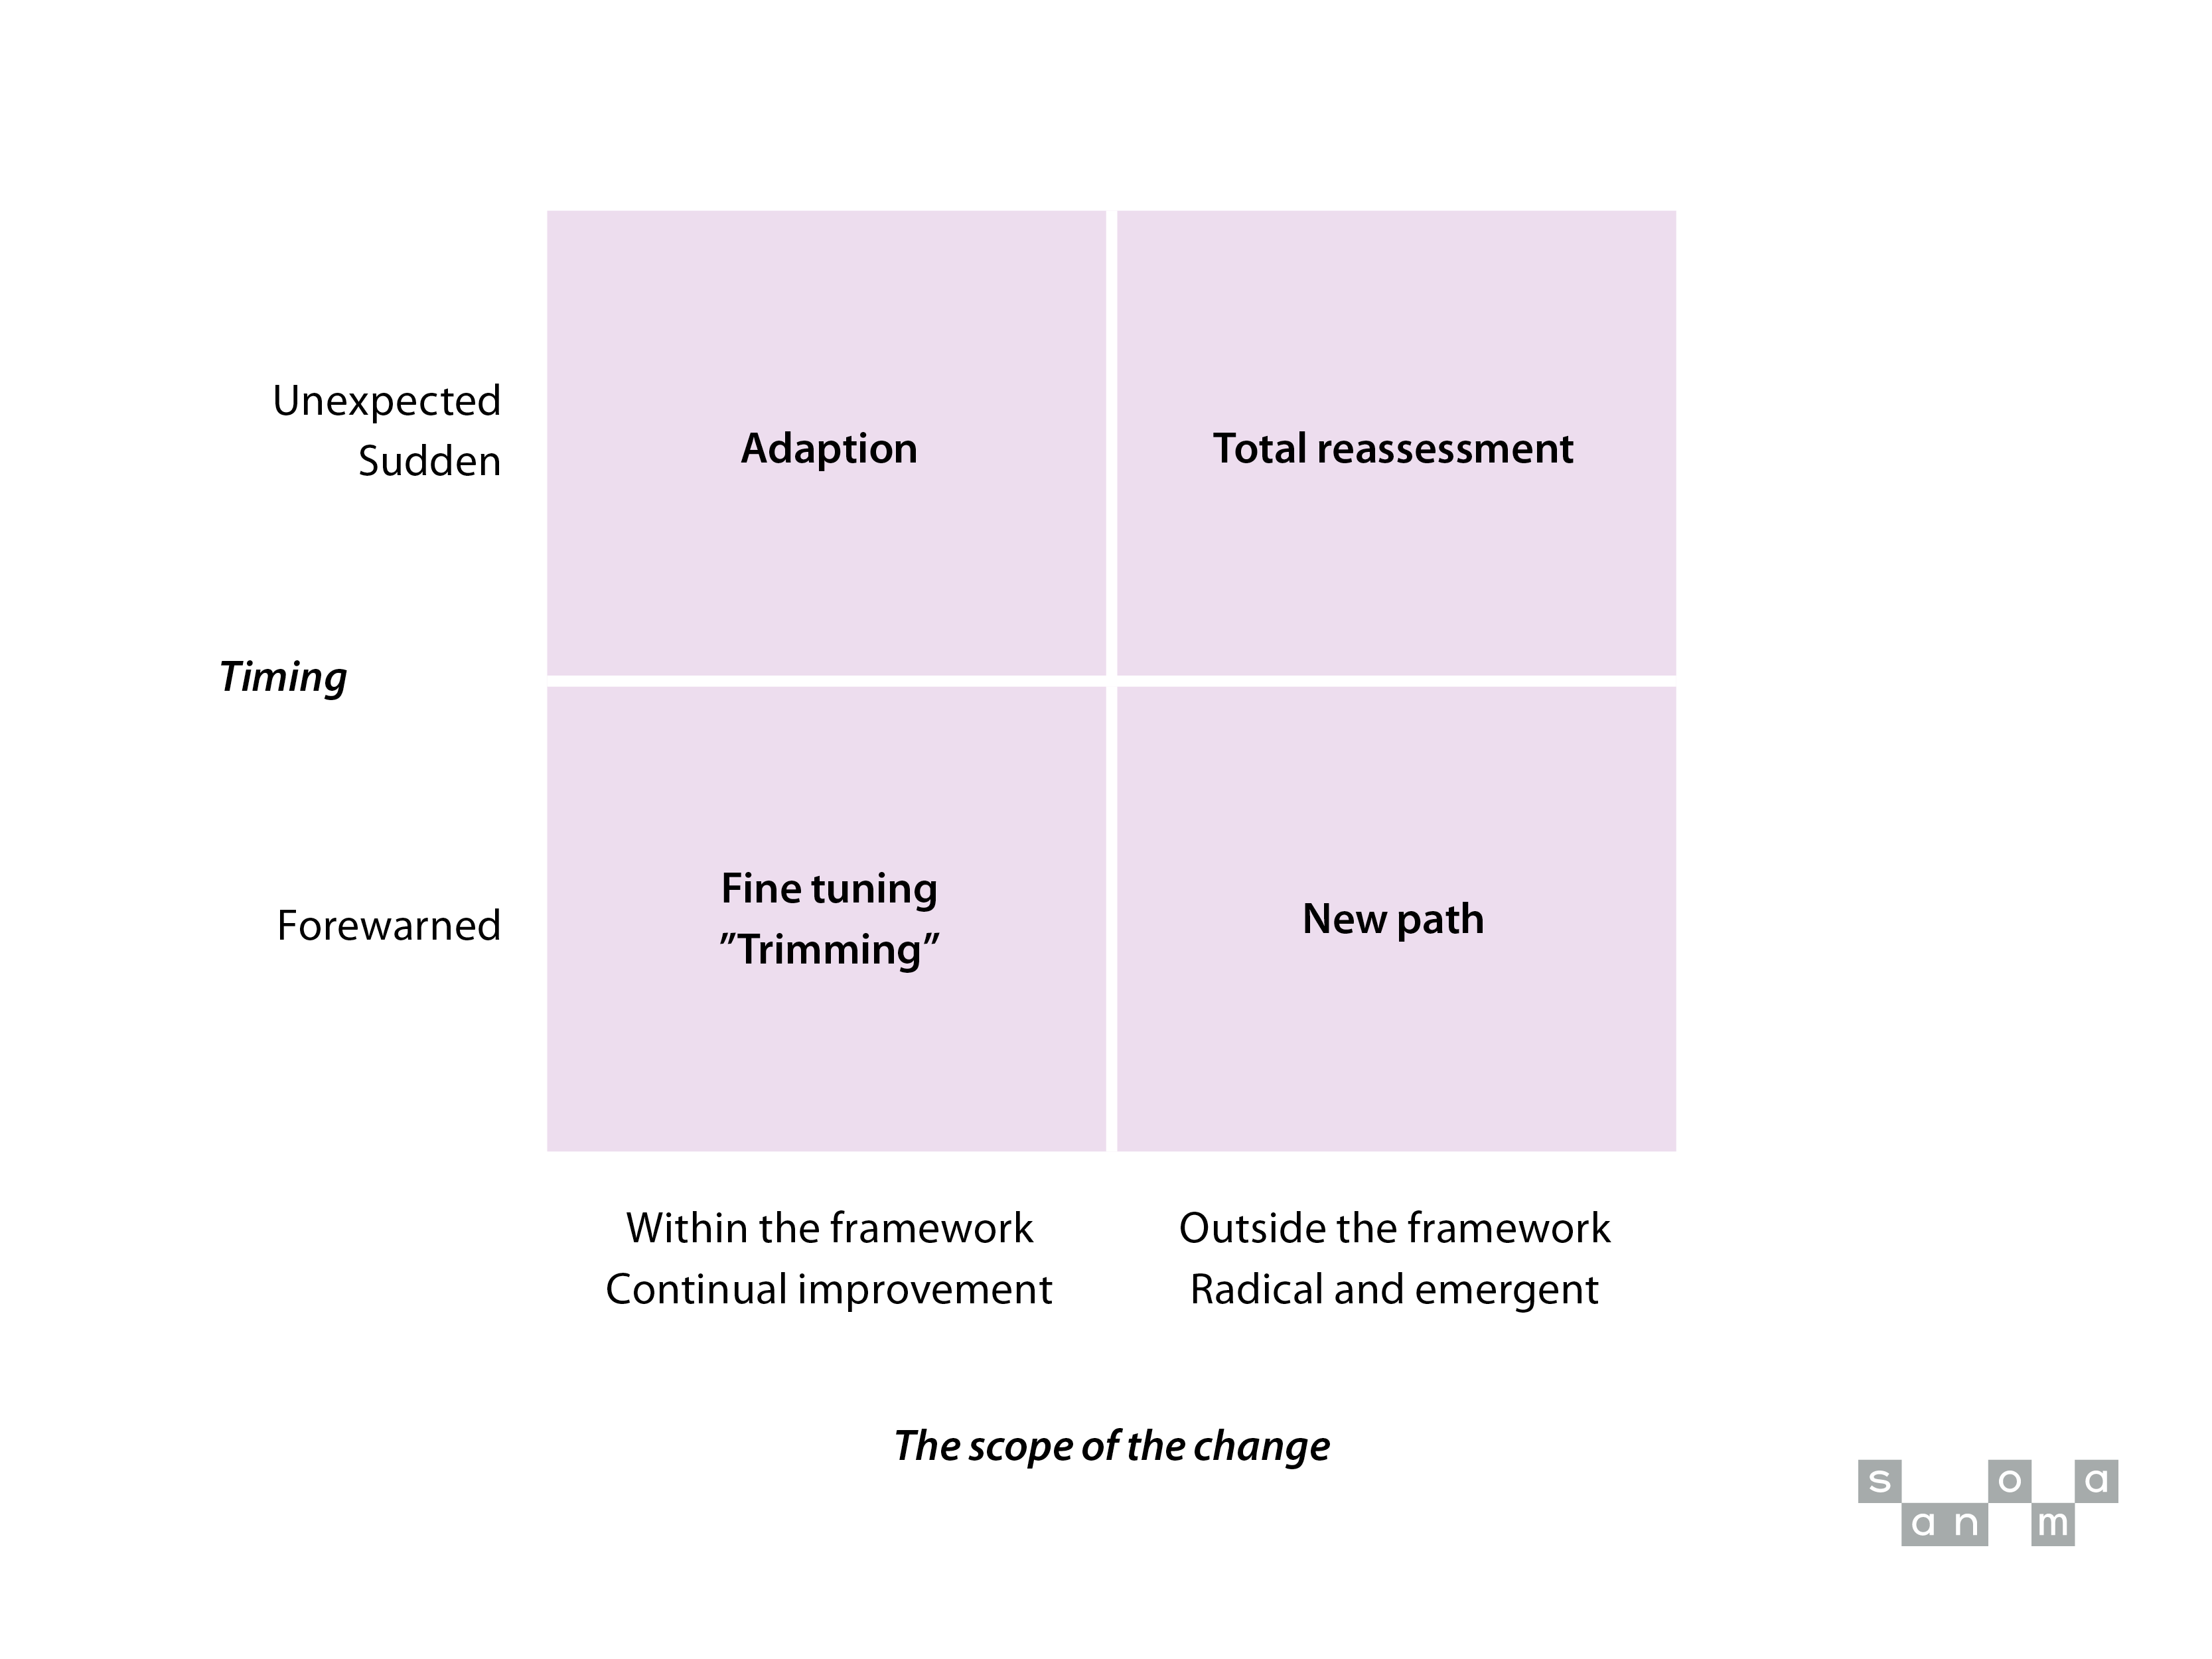 Unexpected
Sudden
Adaption
Total reassessment
Timing
Forewarned
Fine tuning
”Trimming”
New path
Within the framework
Continual improvement
Outside the framework
Radical and emergent
The scope of the change
sanoma